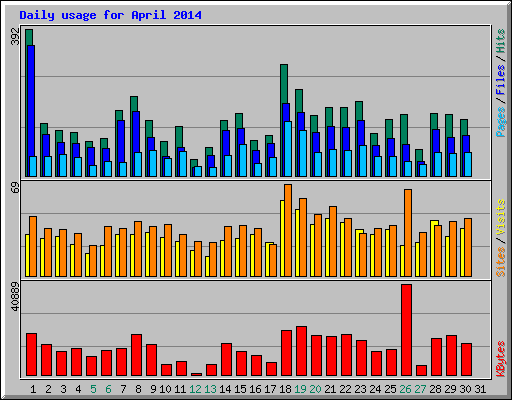 Daily usage for April 2014
392
Pages / Files / Hits
69
Sites / Visits
40889
KBytes
1 2 3 4 5 6 7 8 9 10 11 12 13 14 15 16 17 18 19 20 21 22 23 24 25 26 27 28 29 30 31